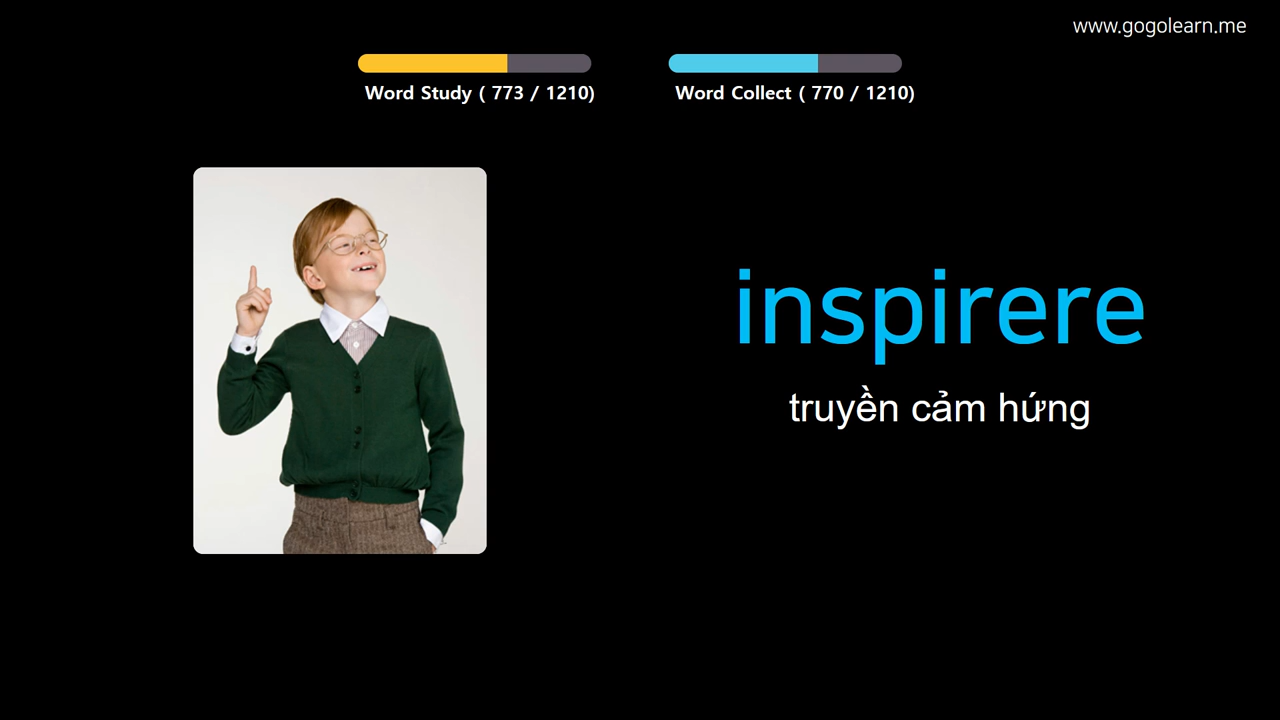 www.gogolearn.me
Word Study ( 773 / 1210)
Word Collect ( 770 / 1210)
inspirere
truyền cảm hứng